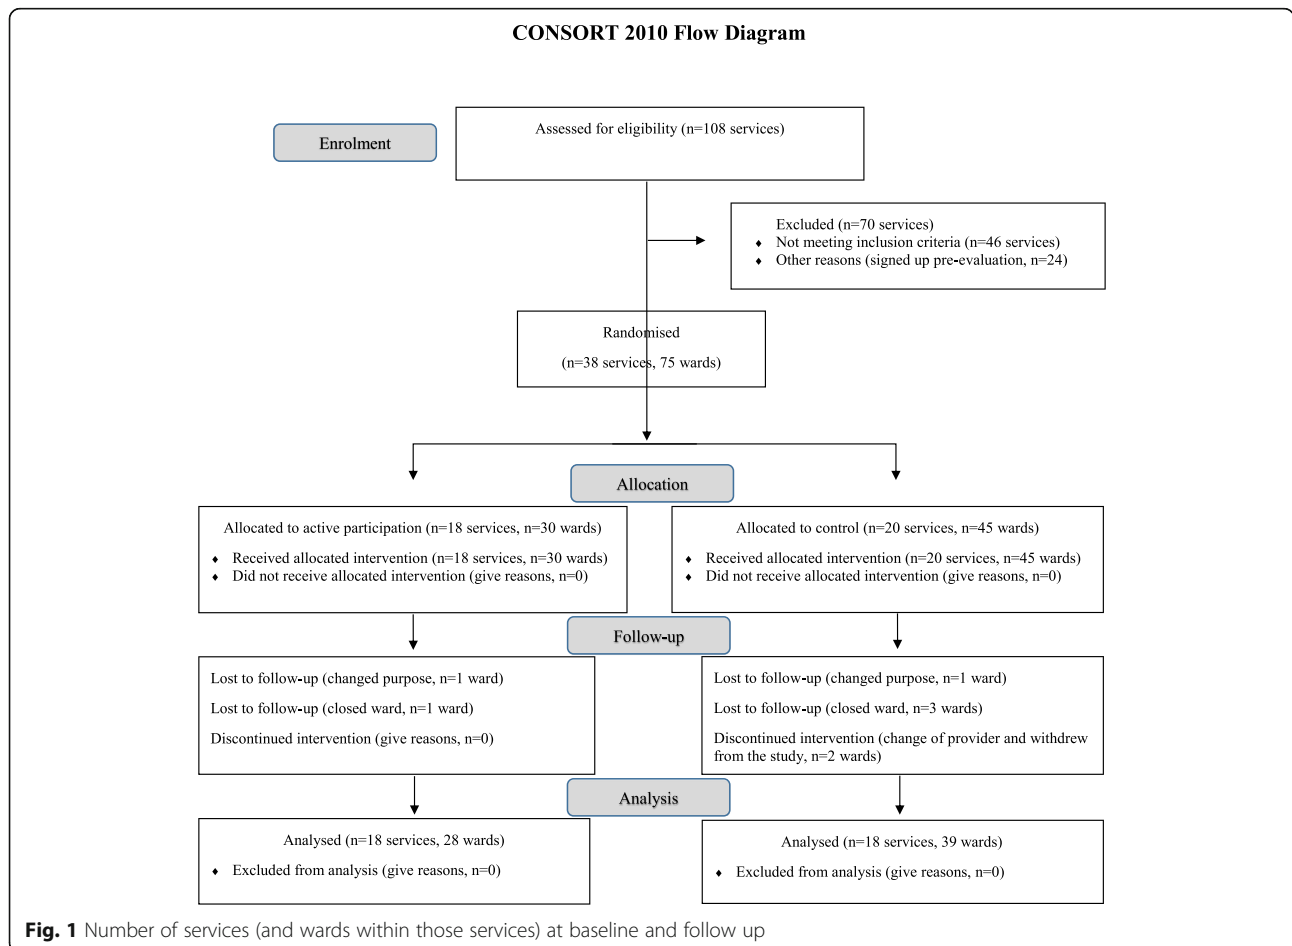 CONSORT 2010 Flow Diagram
Enrolment
Assessed for eligibility (n=108 services)
Excluded (n=70 services)
♦ Not meeting inclusion criteria (n=46 services)
♦ Other reasons (signed up pre-evaluation, n=24)
Randomised
(n=38 services, 75 wards)
Allocation
Allocated to active participation (n=18 services, n=30 wards)
♦ Received allocated intervention (n=18 services, n=30 wards)
♦ Did not receive allocated intervention (give reasons, n=0)
Allocated to control (n=20 services, n=45 wards)
♦ Received allocated intervention (n=20 services, n=45 wards)
♦ Did not receive allocated intervention (give reasons, n=0)
Follow-up
Lost to follow-up (changed purpose, n=1 ward)
Lost to follow-up (closed ward, n=1 ward)
Discontinued intervention (give reasons, n=0)
Lost to follow-up (changed purpose, n=1 ward)
Lost to follow-up (closed ward, n=3 wards)
Discontinued intervention (change of provider and withdrew
from the study, n=2 wards)
Analysis
Analysed (n=18 services, 28 wards)
♦ Excluded from analysis (give reasons, n=0)
Analysed (n=18 services, 39 wards)
♦ Excluded from analysis (give reasons, n=0)
Fig. 1 Number of services (and wards within those services) at baseline and follow up